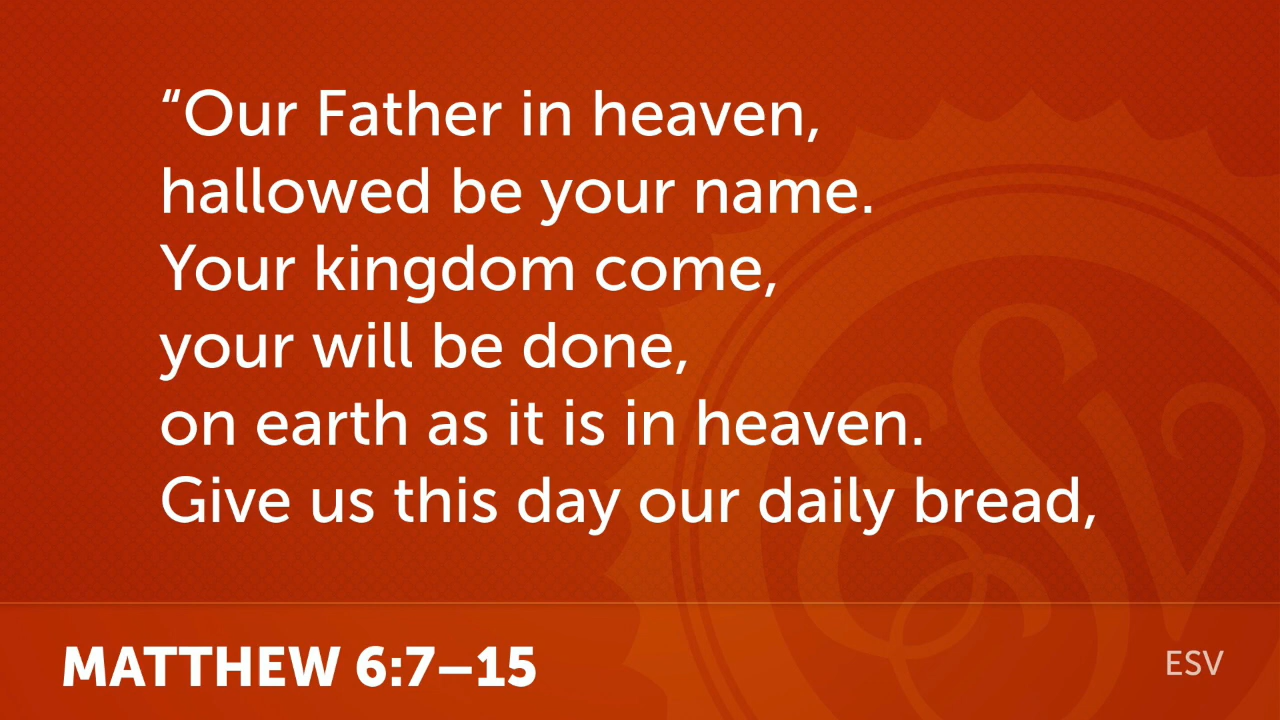 “Our Father in heaven,
hallowed be your name.
Your kingdom come,
your will be done,
on earth as it is in heaven.
Give us this day our daily bread,
MATTHEW 6:7–15
ESV
ESV